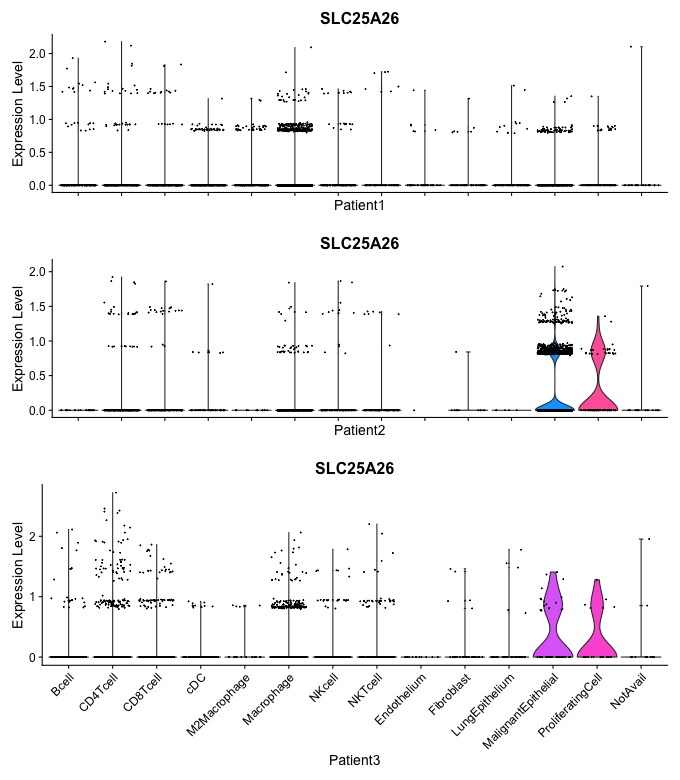 SLC25A26
Expression Level
2.0
1.5
1.0
0.5
0.0
Patient1
SLC25A26
Expression Level
2.0
1.5
1.0
0.5
0.0
Patient2
SLC25A26
Expression Level
2
1
0
Bcell
CD4Tcell
CD8Tcell
cDC
M2Macrophage
Macrophage
NKcell
NKTcell
Endothelium
Fibroblast
LungEpithelium
MalignantEpithelial
ProliferatingCell
NotAvail
Patient3